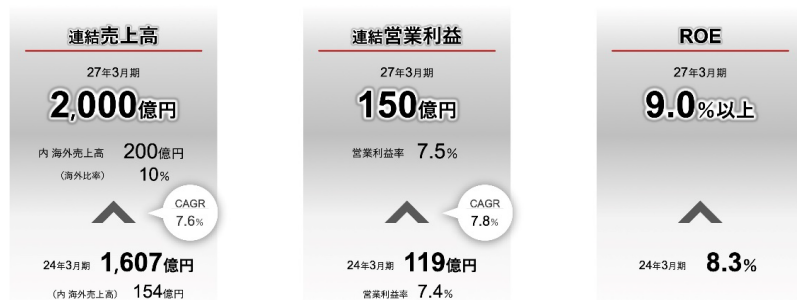 連結売上高
27年3月期
2,000億円
内 海外売上高 200億円
（海外比率） 10%
CAGR
7.6%
24年3月期 1,607億円
（内 海外売上高） 154億円
連結営業利益
27年3月期
150億円
営業利益率 7.5%
CAGR
7.8%
24年3月期 119億円
営業利益率 7.4%
ROE
27年3月期
9.0%以上
24年3月期 8.3%